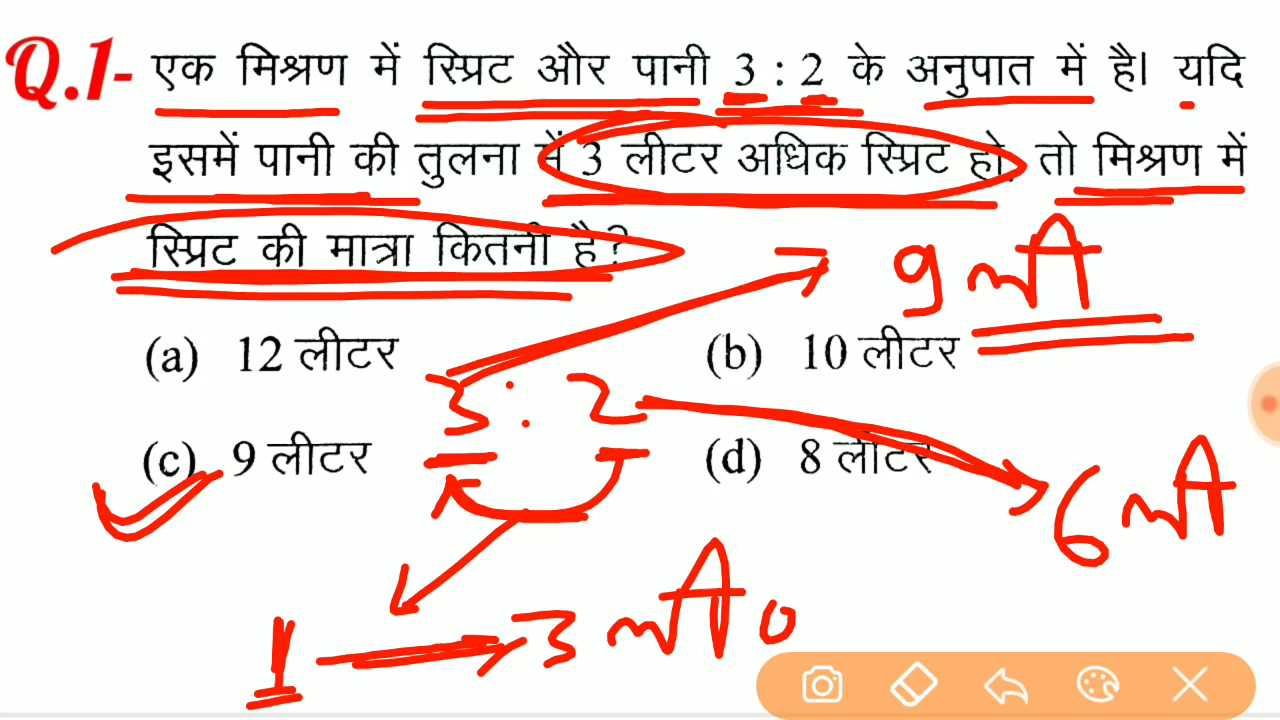 Q.1- एक मिश्रण में स्प्रिट और पानी 3 : 2 के अनुपात में है। यदि
इसमें पानी की तुलना में 3 लीटर अधिक स्प्रिट हो, तो मिश्रण में
स्प्रिट की मात्रा कितनी है?
9 ली
(a) 12 लीटर (b) 10 लीटर
3 : 2
(c) 9 लीटर (d) 8 लीटर
6 ली
1 3 ली०